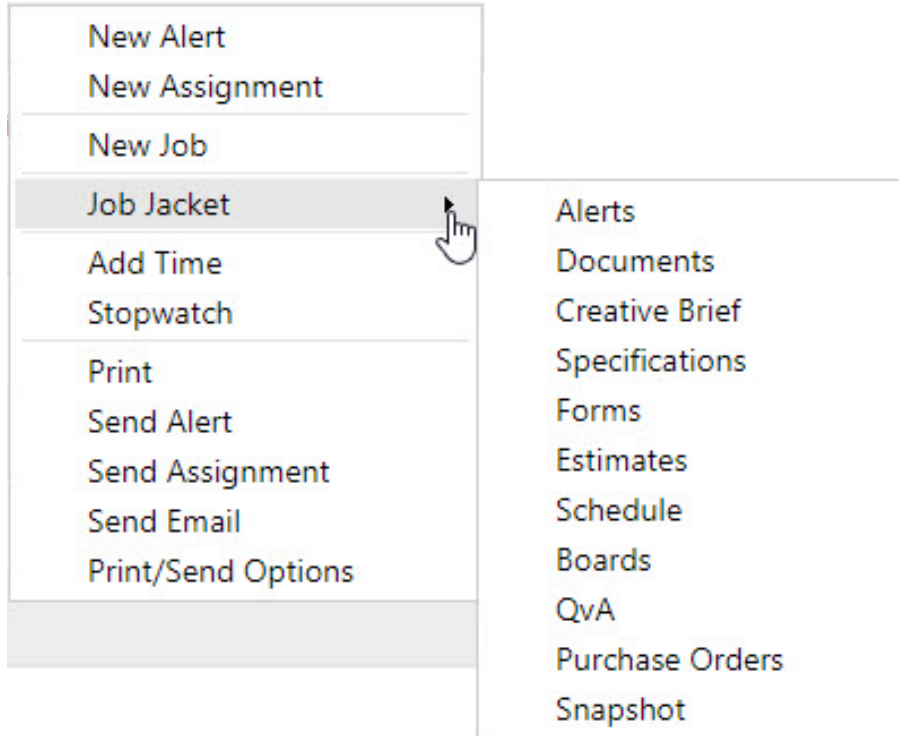 New Alert
New Assignment
New Job
Job Jacket
Add Time
Stopwatch
Print
Send Alert
Send Assignment
Send Email
Print/Send Options
Alerts
Documents
Creative Brief
Specifications
Forms
Estimates
Schedule
Boards
QvA
Purchase Orders
Snapshot